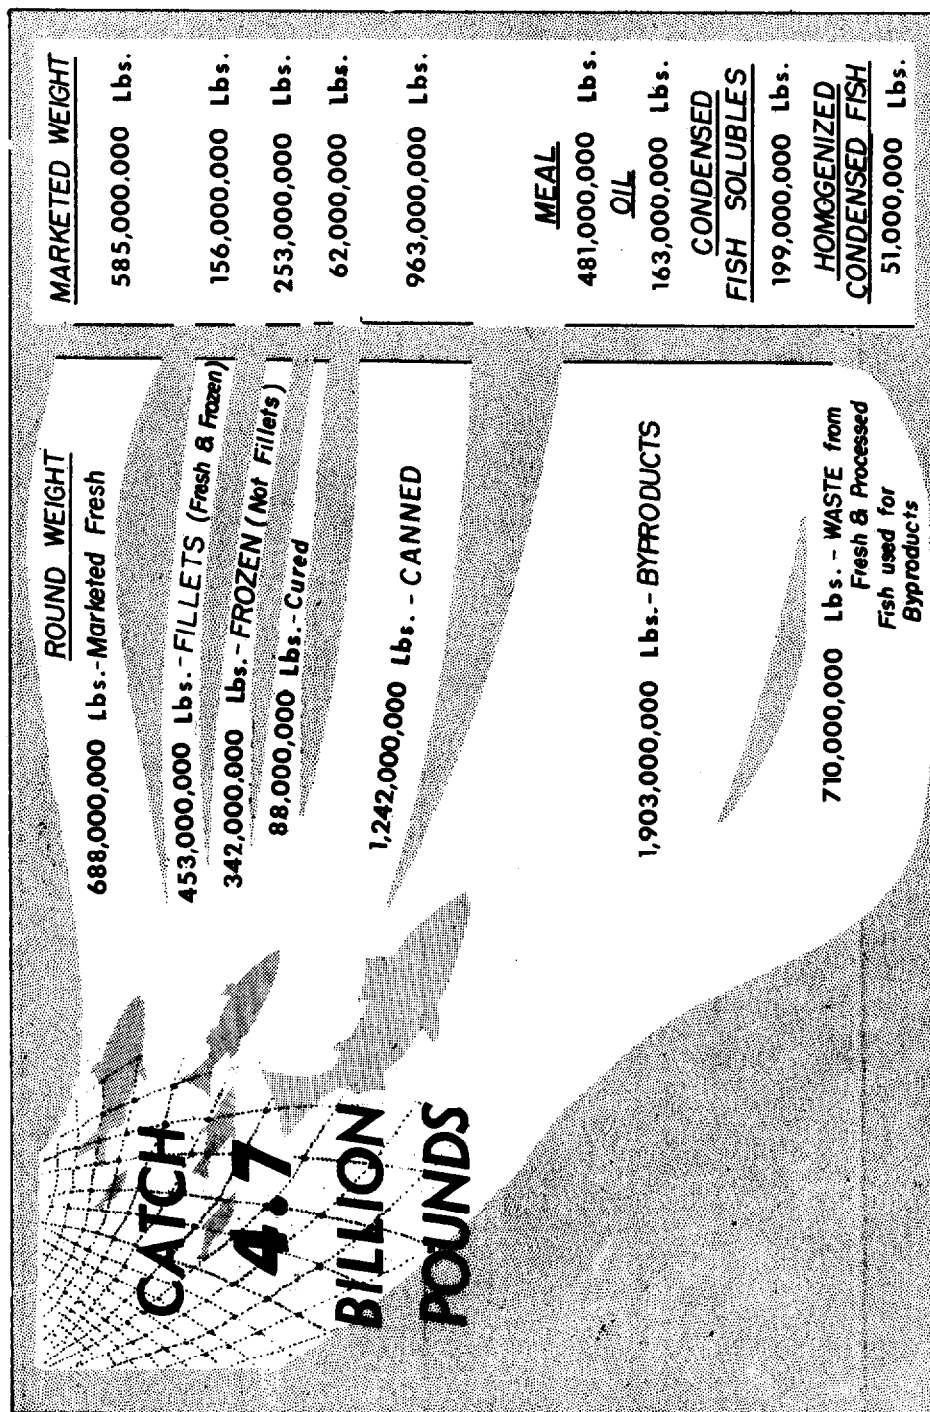 CATCH
4.7
BILLION
POUNDS
ROUND WEIGHT
688,000,000 Lbs.-Marketed Fresh
453,000,000 Lbs.-FILLETS (Fresh & Frozen)
342,000,000 Lbs.-FROZEN (Not Fillets)
88,000,000 Lbs.-Cured
1,242,000,000 Lbs.-CANNED
1,903,000,000 Lbs.-BYPRODUCTS
710,000,000 Lbs.-WASTE from
Fresh & Processed
Fish used for
Byproducts
MARKETED WEIGHT
585,000,000 Lbs.
156,000,000 Lbs.
253,000,000 Lbs.
62,000,000 Lbs.
963,000,000 Lbs.
MEAL
481,000,000 Lbs.
OIL
163,000,000 Lbs.
CONDENSED
FISH SOLUBLES
199,000,000 Lbs.
HOMOGENIZED
CONDENSED FISH
51,000,000 Lbs.